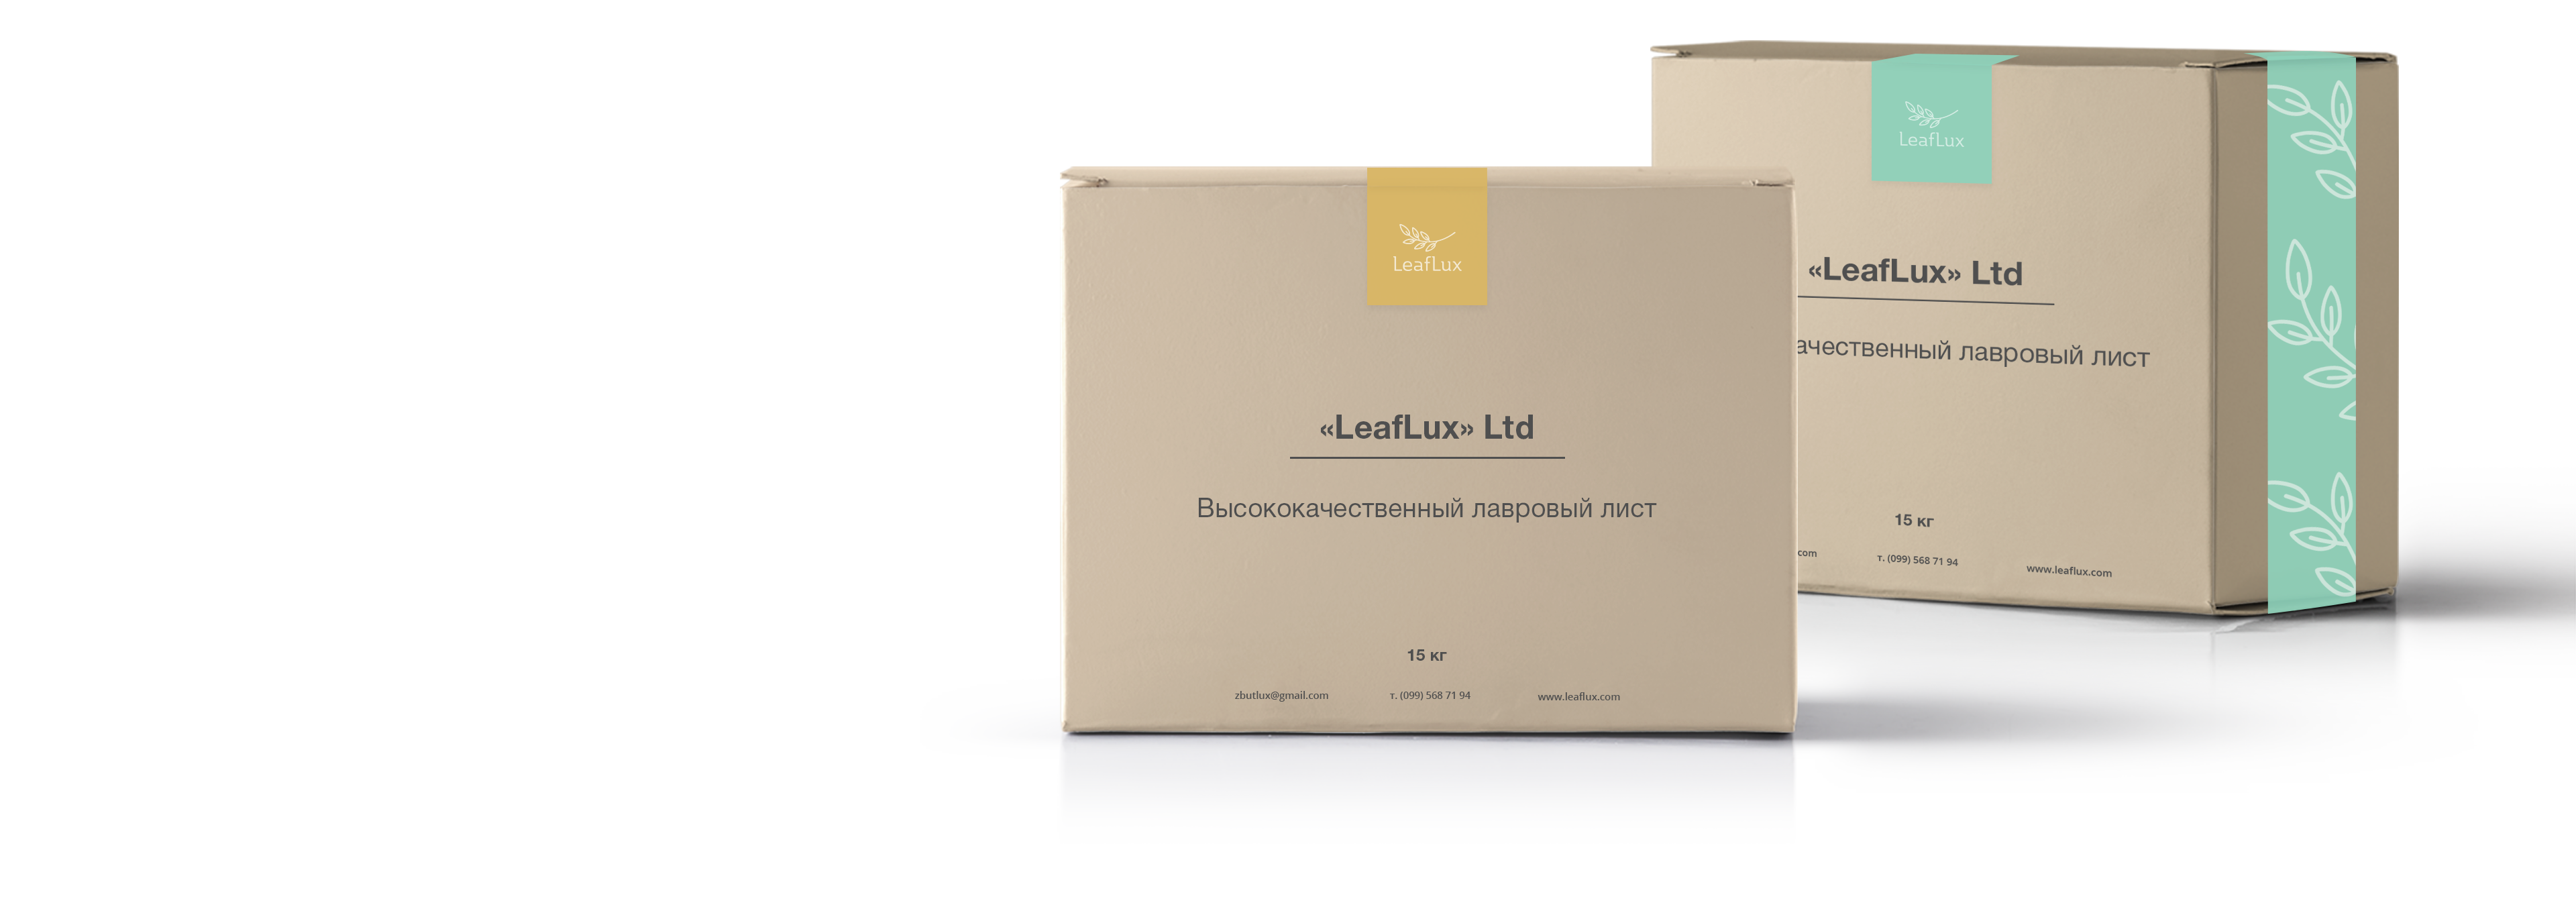 LeafLux
«LeafLux» Ltd
Высококачественный лавровый лист
15 кг
zbutlux@gmail.com т. (099) 568 71 94 www.leaflux.com
LeafLux
«LeafLux» Ltd
ачественный лавровый лист
15 кг
com т. (099) 568 71 94 www.leaflux.com